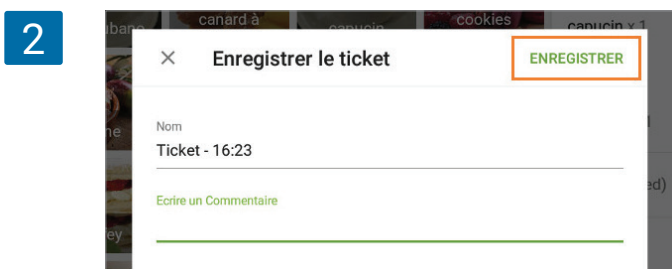 2
canard à
capucin
cookies
capucin x 1
Enregistrer le ticket
ENREGISTRER
Nom
Ticket - 16:23
Ecrire un Commentaire